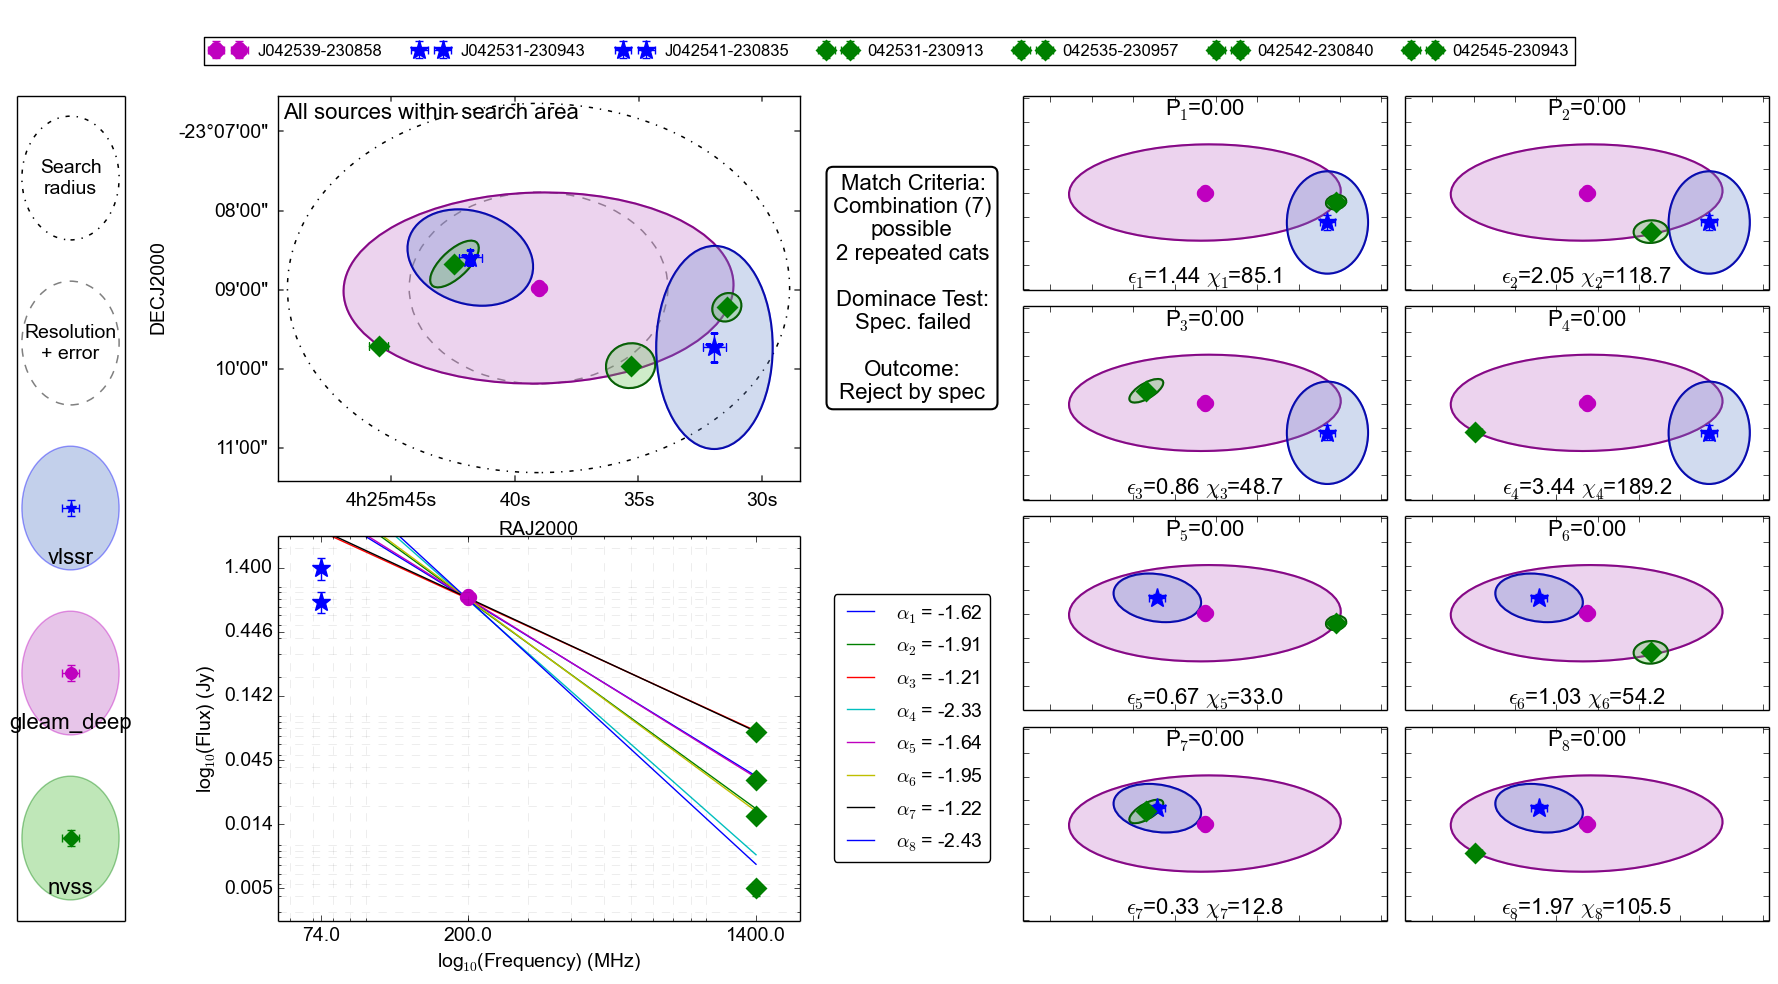 J042539-230858 J042531-230943 J042541-230835 042531-230913 042535-230957 042542-230840 042545-230943
Search
radius
Resolution
+ error
vlssr
gleam_deep
nvss
All sources within search area
DECJ2000
-23°07'00"
08'00"
09'00"
10'00"
11'00"
4h25m45s 40s 35s 30s
RAJ2000
Match Criteria:
Combination (7)
possible
2 repeated cats
Dominace Test:
Spec. failed
Outcome:
Reject by spec
log₁₀(Flux) (Jy)
1.400
0.446
0.142
0.045
0.014
0.005
74.0 200.0 1400.0
log₁₀(Frequency) (MHz)
α₁ = -1.62
α₂ = -1.91
α₃ = -1.21
α₄ = -2.33
α₅ = -1.64
α₆ = -1.95
α₇ = -1.22
α₈ = -2.43
P₁=0.00
ϵ₁=1.44 χ₁=85.1
P₂=0.00
ϵ₂=2.05 χ₂=118.7
P₃=0.00
ϵ₃=0.86 χ₃=48.7
P₄=0.00
ϵ₄=3.44 χ₄=189.2
P₅=0.00
ϵ₅=0.67 χ₅=33.0
P₆=0.00
ϵ₆=1.03 χ₆=54.2
P₇=0.00
ϵ₇=0.33 χ₇=12.8
P₈=0.00
ϵ₈=1.97 χ₈=105.5